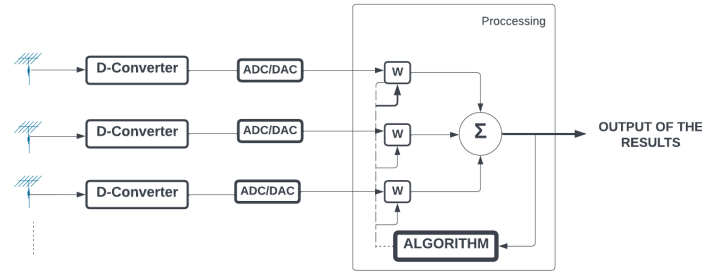 Proccessing
D-Converter
ADC/DAC
W
D-Converter
ADC/DAC
W
Σ
OUTPUT OF THE
RESULTS
D-Converter
ADC/DAC
W
ALGORITHM